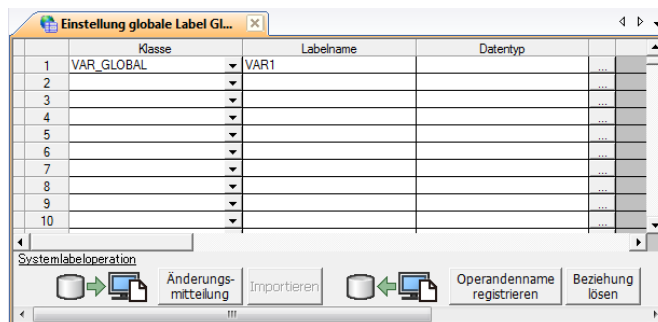 Einstellung globale Label Gl...
Klasse Labelname Datentyp
1 VAR_GLOBAL VAR1 ...
2 ...
3 ...
4 ...
5 ...
6 ...
7 ...
8 ...
9 ...
10 ...
Systemlabeloperation
Änderungs-
mitteilung
Importieren
Operandenname
registrieren
Beziehung
lösen